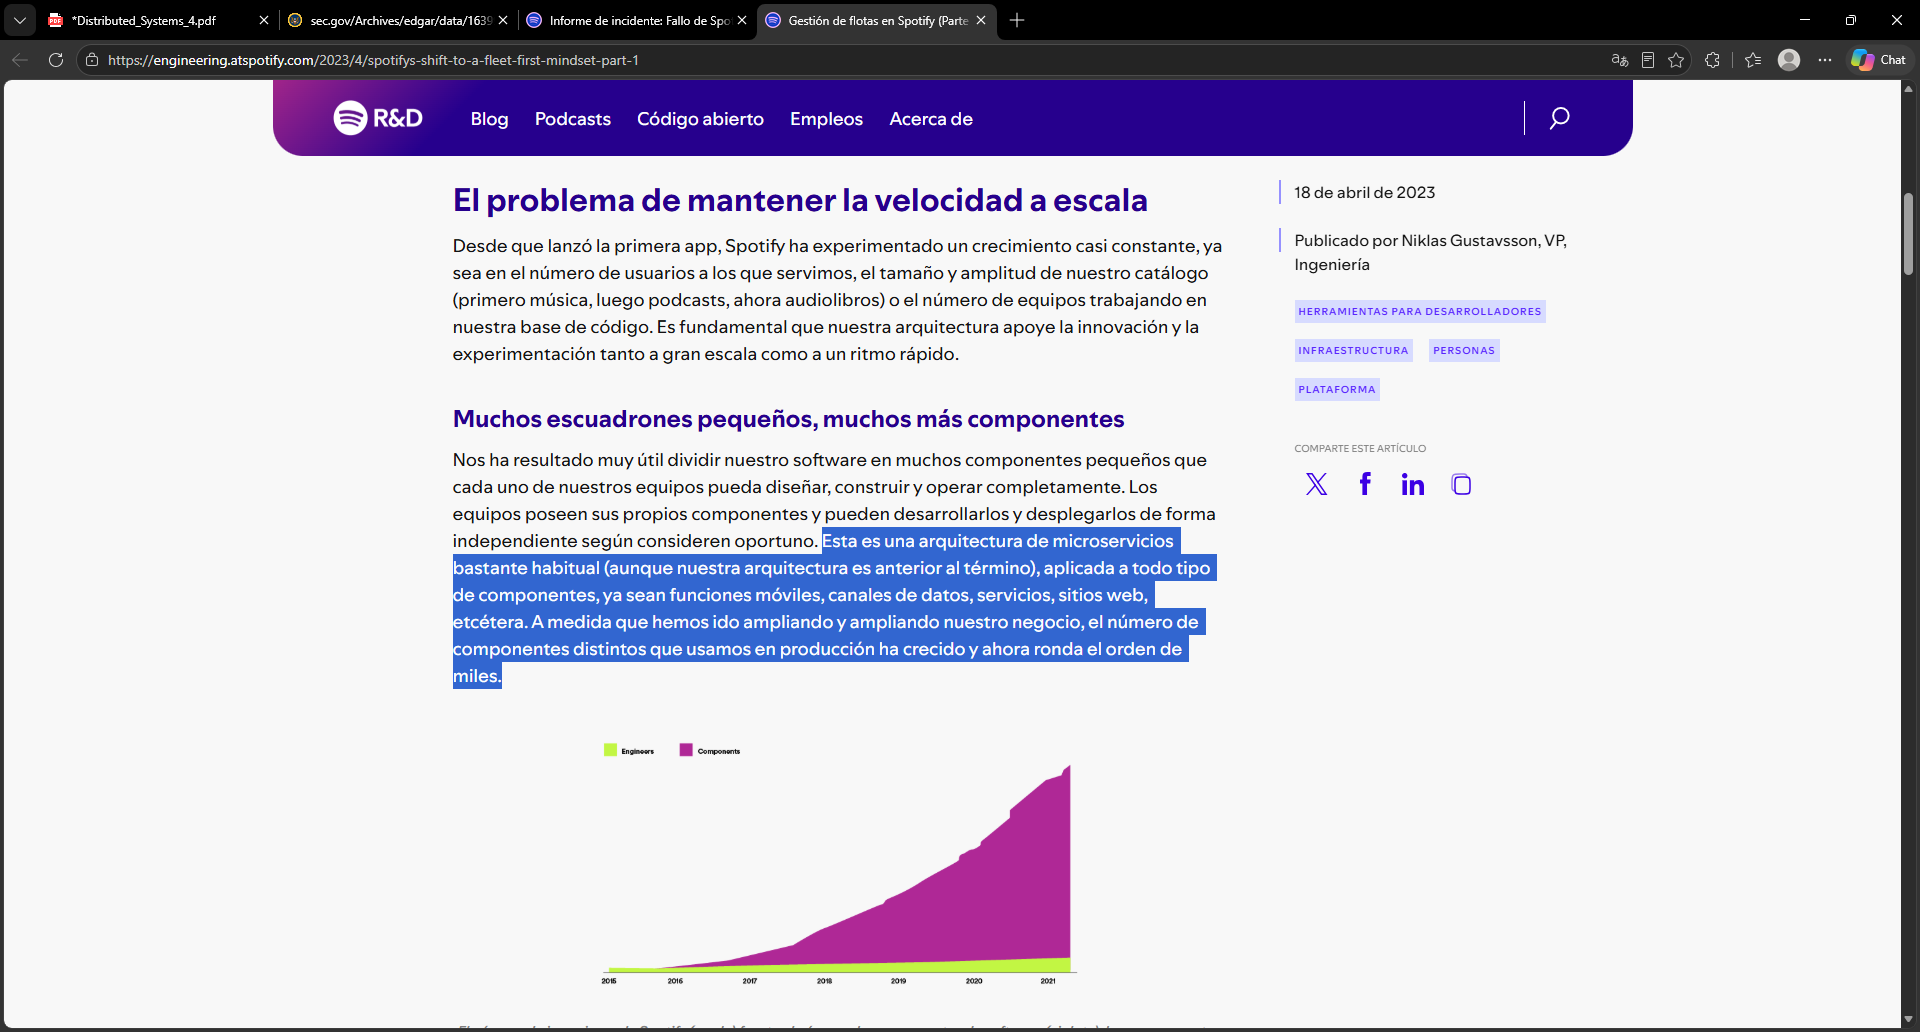 *Distributed_Systems_4.pdf
sec.gov/Archives/edgar/data/1639
Informe de incidente: Fallo de Spo
Gestión de flotas en Spotify (Parte
https://engineering.atspotify.com/2023/4/spotifys-shift-to-a-fleet-first-mindset-part-1
Chat
R&D
Blog
Podcasts
Código abierto
Empleos
Acerca de
El problema de mantener la velocidad a escala
Desde que lanzó la primera app, Spotify ha experimentado un crecimiento casi constante, ya
sea en el número de usuarios a los que servimos, el tamaño y amplitud de nuestro catálogo
(primero música, luego podcasts, ahora audiolibros) o el número de equipos trabajando en
nuestra base de código. Es fundamental que nuestra arquitectura apoye la innovación y la
experimentación tanto a gran escala como a un ritmo rápido.
Muchos escuadrones pequeños, muchos más componentes
Nos ha resultado muy útil dividir nuestro software en muchos componentes pequeños que
cada uno de nuestros equipos pueda diseñar, construir y operar completamente. Los
equipos poseen sus propios componentes y pueden desarrollarlos y desplegarlos de forma
independiente según consideren oportuno. Esta es una arquitectura de microservicios
bastante habitual (aunque nuestra arquitectura es anterior al término), aplicada a todo tipo
de componentes, ya sean funciones móviles, canales de datos, servicios, sitios web,
etcétera. A medida que hemos ido ampliando y ampliando nuestro negocio, el número de
componentes distintos que usamos en producción ha crecido y ahora ronda el orden de
miles.
18 de abril de 2023
Publicado por Niklas Gustavsson, VP,
Ingeniería
HERRAMIENTAS PARA DESARROLLADORES
INFRAESTRUCTURA
PERSONAS
PLATAFORMA
COMPARTE ESTE ARTÍCULO
Engineers
Components
2015
2016
2017
2018
2019
2020
2021